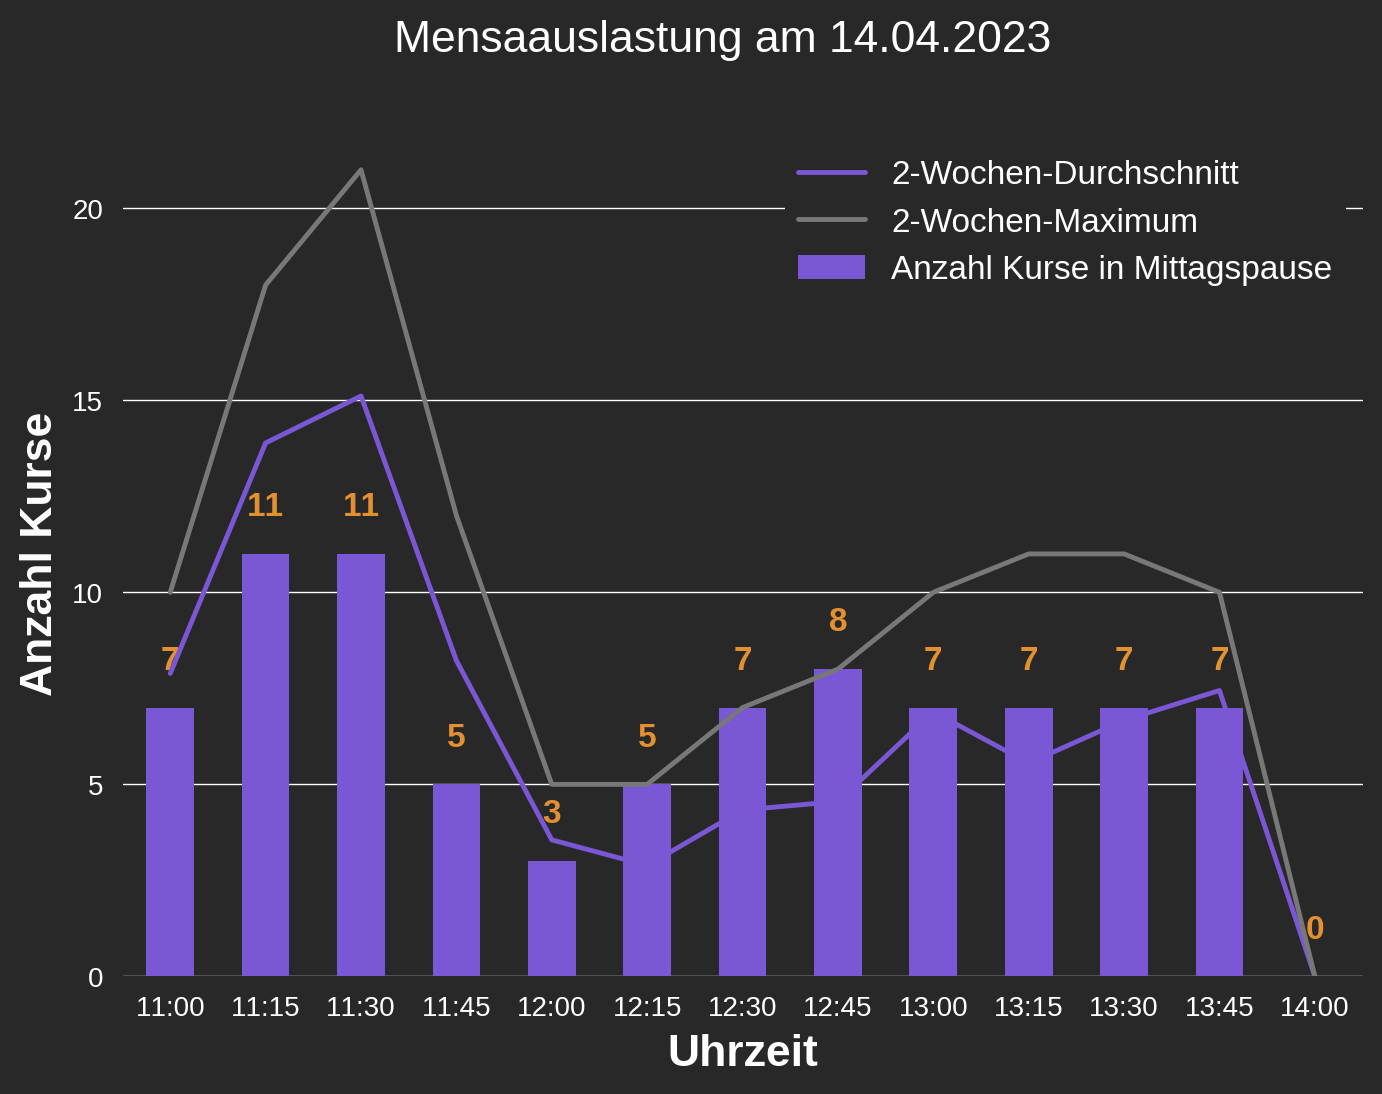 Mensaauslastung am 14.04.2023
2-Wochen-Durchschnitt
2-Wochen-Maximum
Anzahl Kurse in Mittagspause
Anzahl Kurse
20
15
10
5
0
7
11
11
5
3
5
7
8
7
7
7
7
0
11:00 11:15 11:30 11:45 12:00 12:15 12:30 12:45 13:00 13:15 13:30 13:45 14:00
Uhrzeit